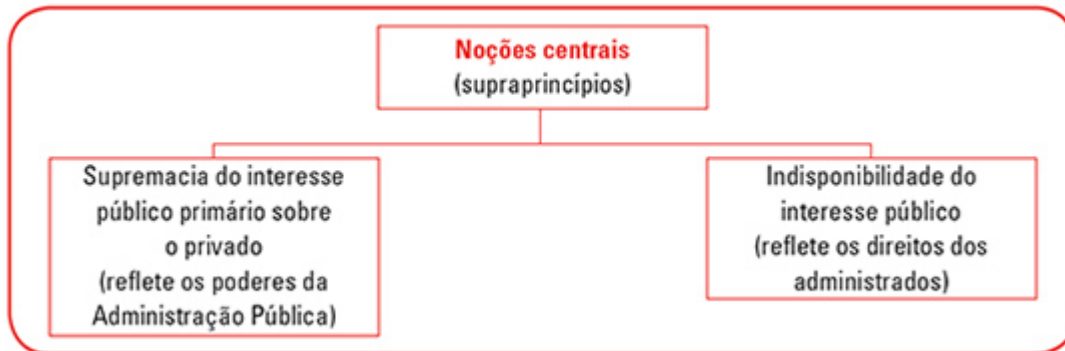 Noções centrais
(supraprincípios)
Supremacia do interesse
público primário sobre
o privado
(reflete os poderes da
Administração Pública)
Indisponibilidade do
interesse público
(reflete os direitos dos
administrados)